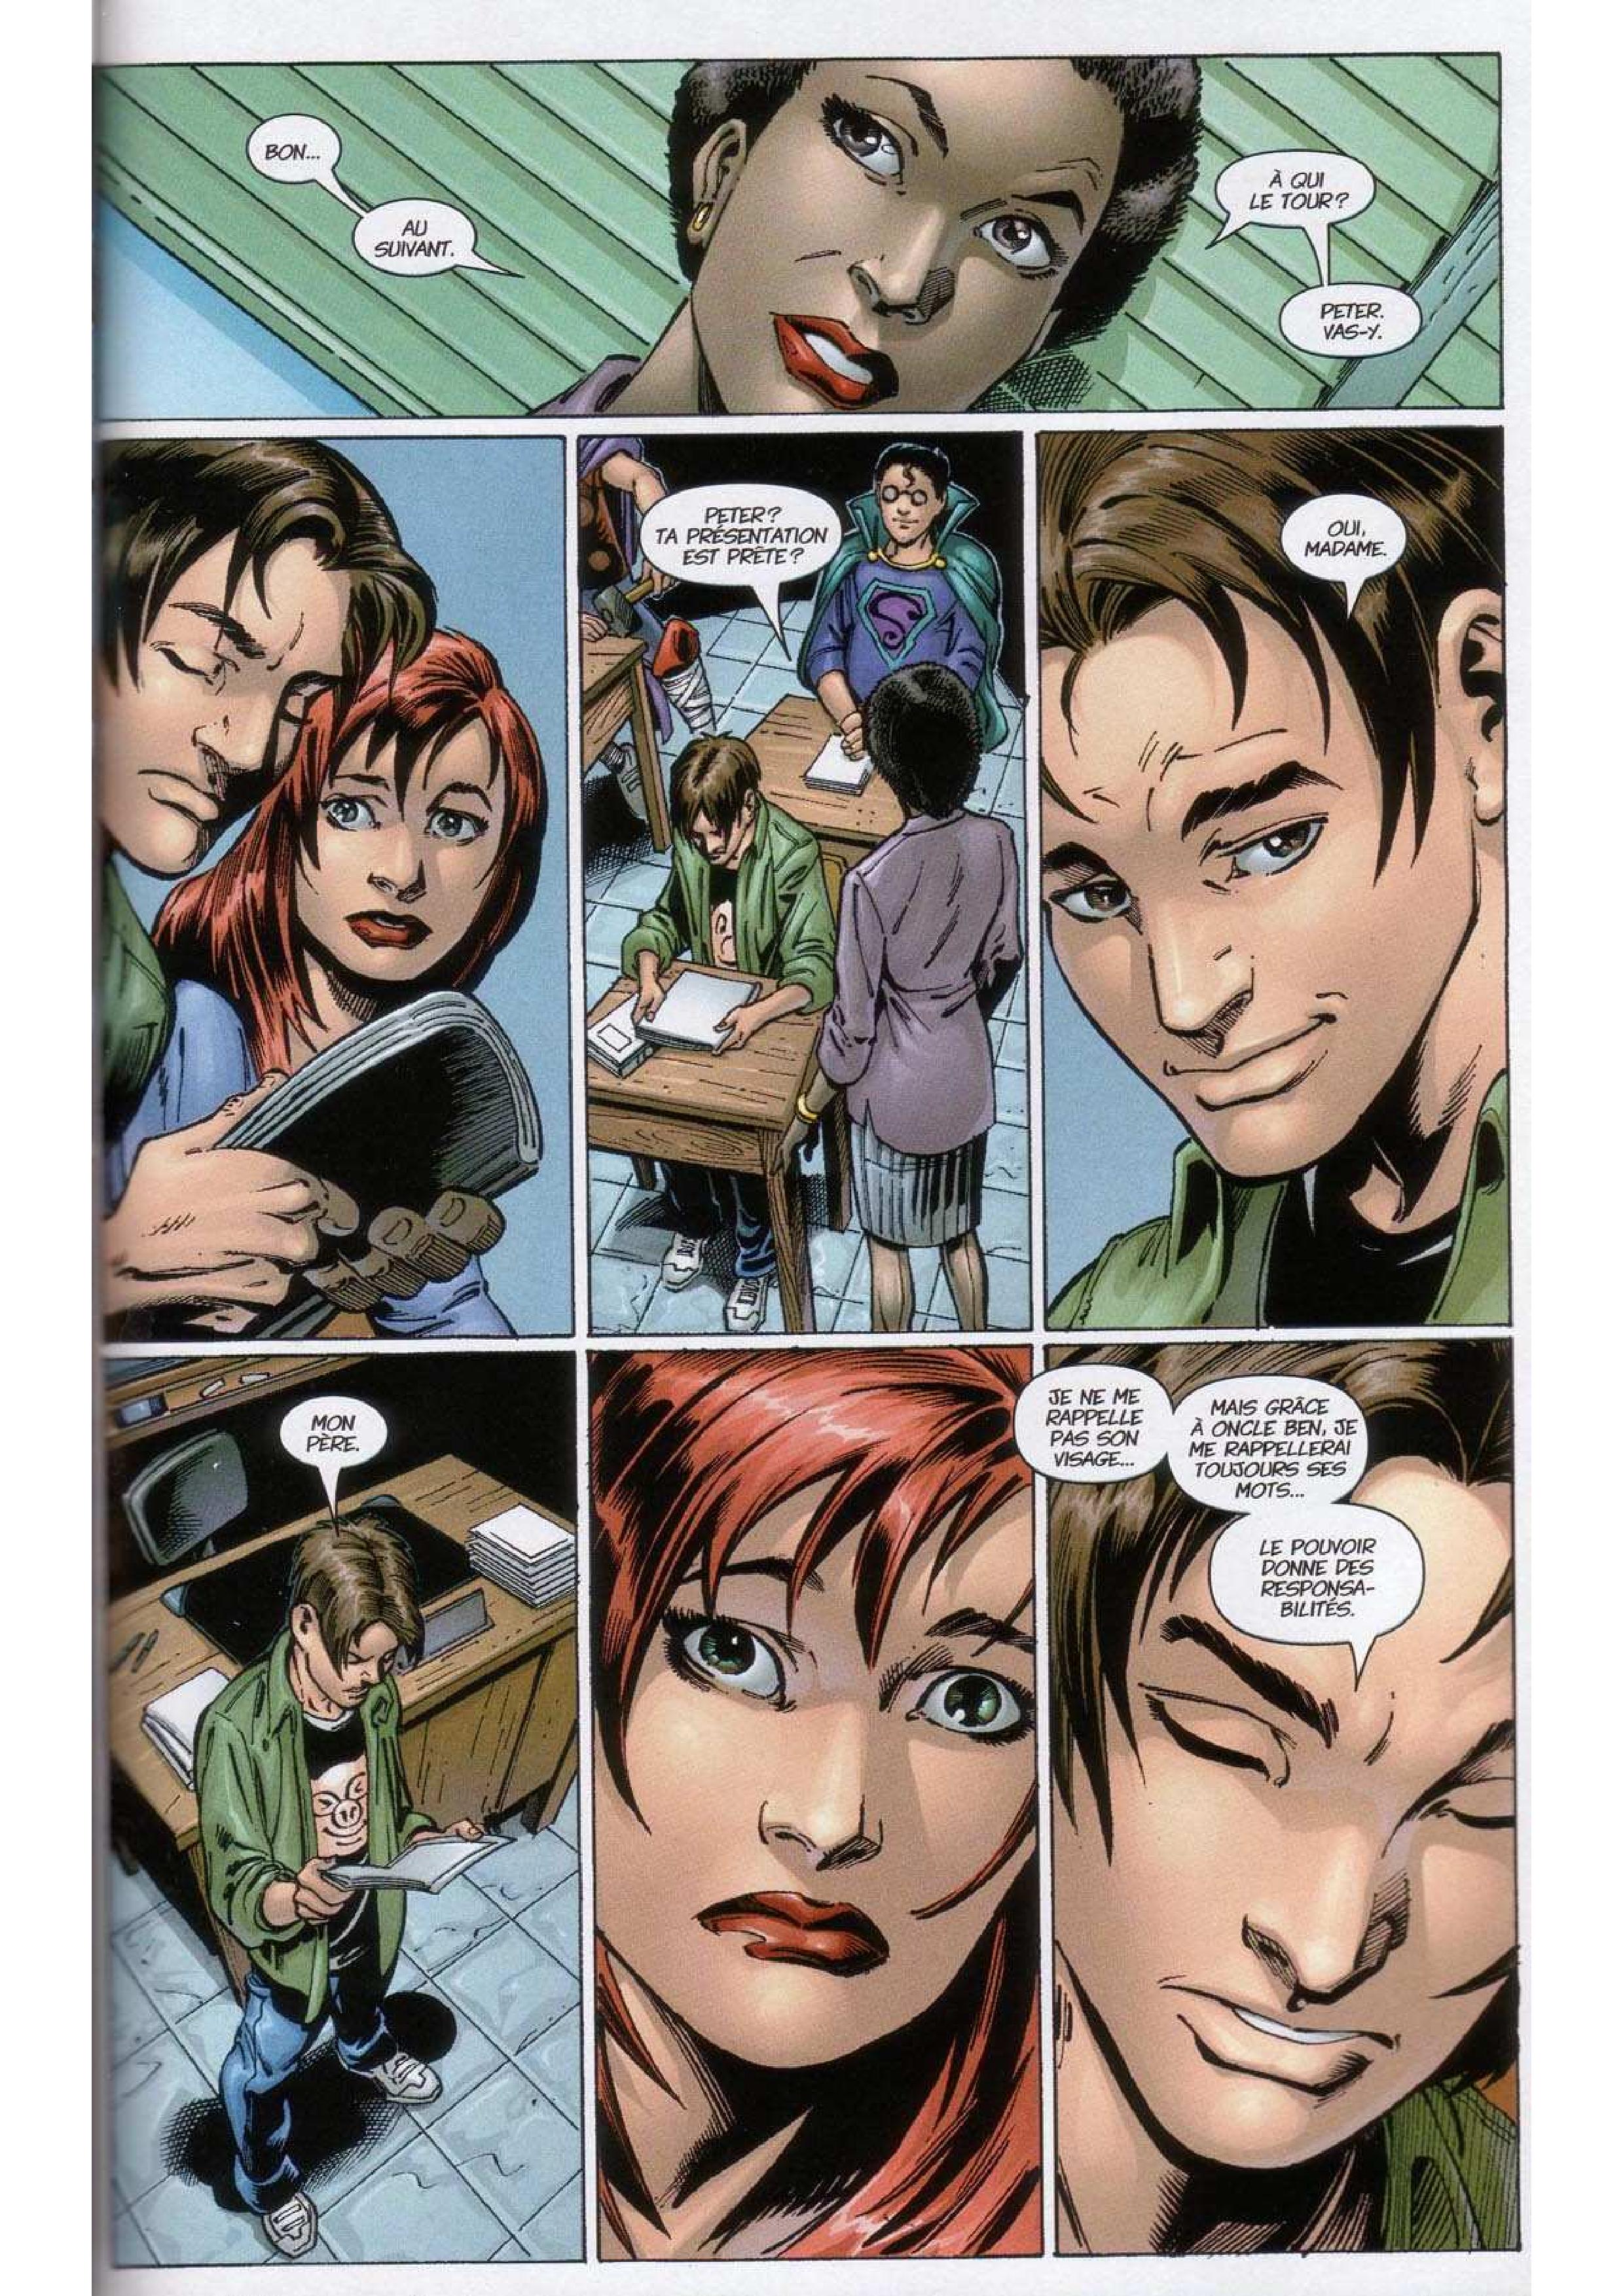 BON...
AU
SUIVANT.
À QUI
LE TOUR?
PETER.
VAS-Y.
PETER?
TA PRÉSENTATION
EST PRÊTE?
OUI,
MADAME.
MON
PÈRE.
JE NE ME
RAPPELLE
PAS SON
VISAGE...
MAIS GRÂCE
À ONCLE BEN, JE
ME RAPPELLERAI
TOUJOURS SES
MOTS...
LE POUVOIR
DONNE DES
RESPONSA-
BILITÉS.